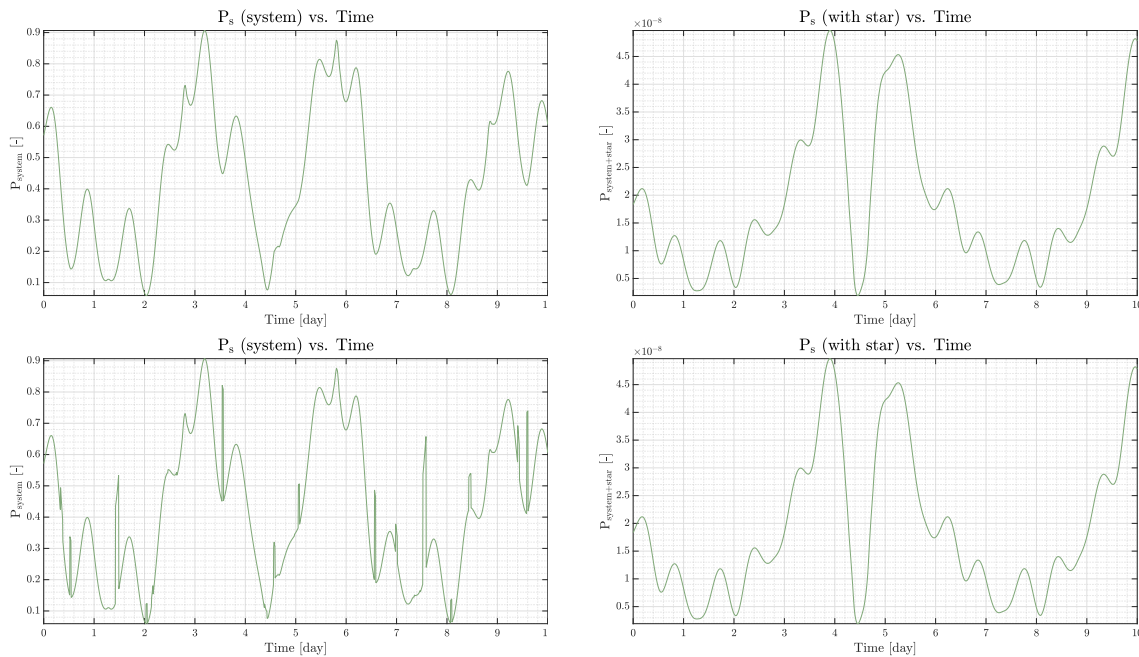 P_s (system) vs. Time
P_system [-]
0.9
0.8
0.7
0.6
0.5
0.4
0.3
0.2
0.1
0 1 2 3 4 5 6 7 8 9 1
Time [day]
P_s (with star) vs. Time
×10⁻⁸
P_system+star [-]
4.5
4
3.5
3
2.5
2
1.5
1
0.5
0 1 2 3 4 5 6 7 8 9 10
Time [day]
P_s (system) vs. Time
P_system [-]
0.9
0.8
0.7
0.6
0.5
0.4
0.3
0.2
0.1
0 1 2 3 4 5 6 7 8 9 1
Time [day]
P_s (with star) vs. Time
×10⁻⁸
P_system+star [-]
4.5
4
3.5
3
2.5
2
1.5
1
0.5
0 1 2 3 4 5 6 7 8 9 10
Time [day]